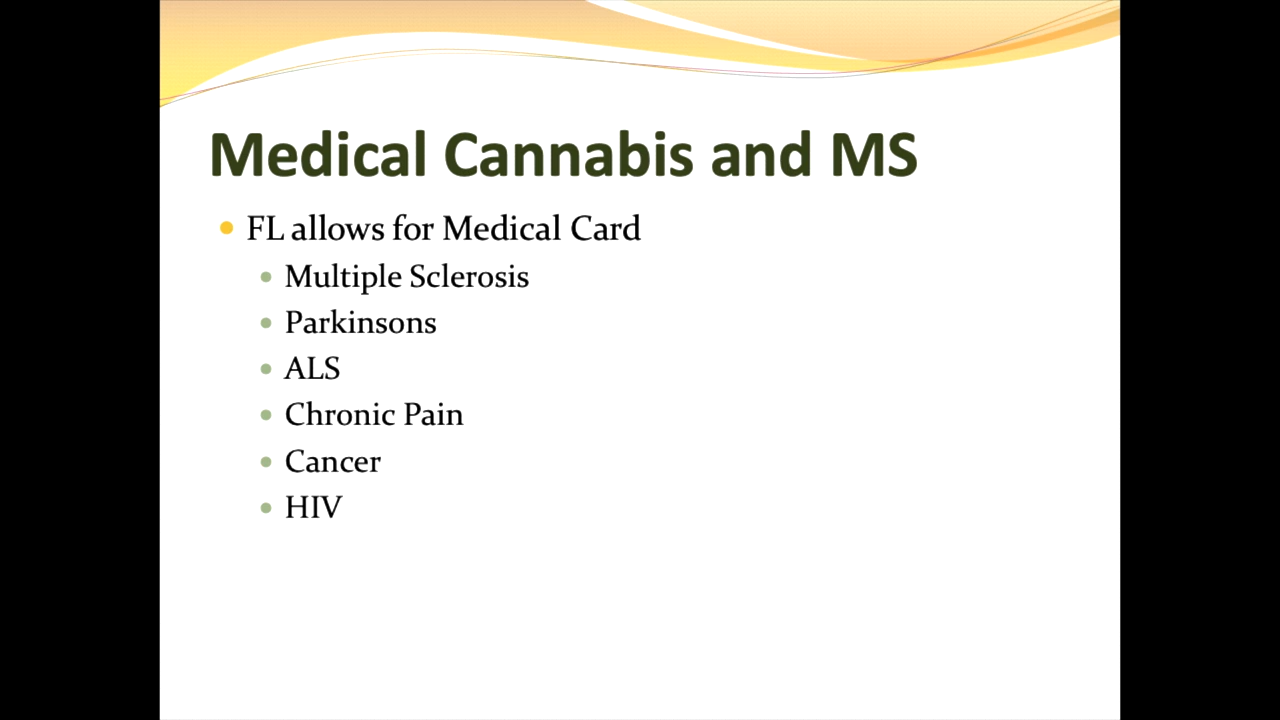 Medical Cannabis and MS
FL allows for Medical Card
Multiple Sclerosis
Parkinsons
ALS
Chronic Pain
Cancer
HIV